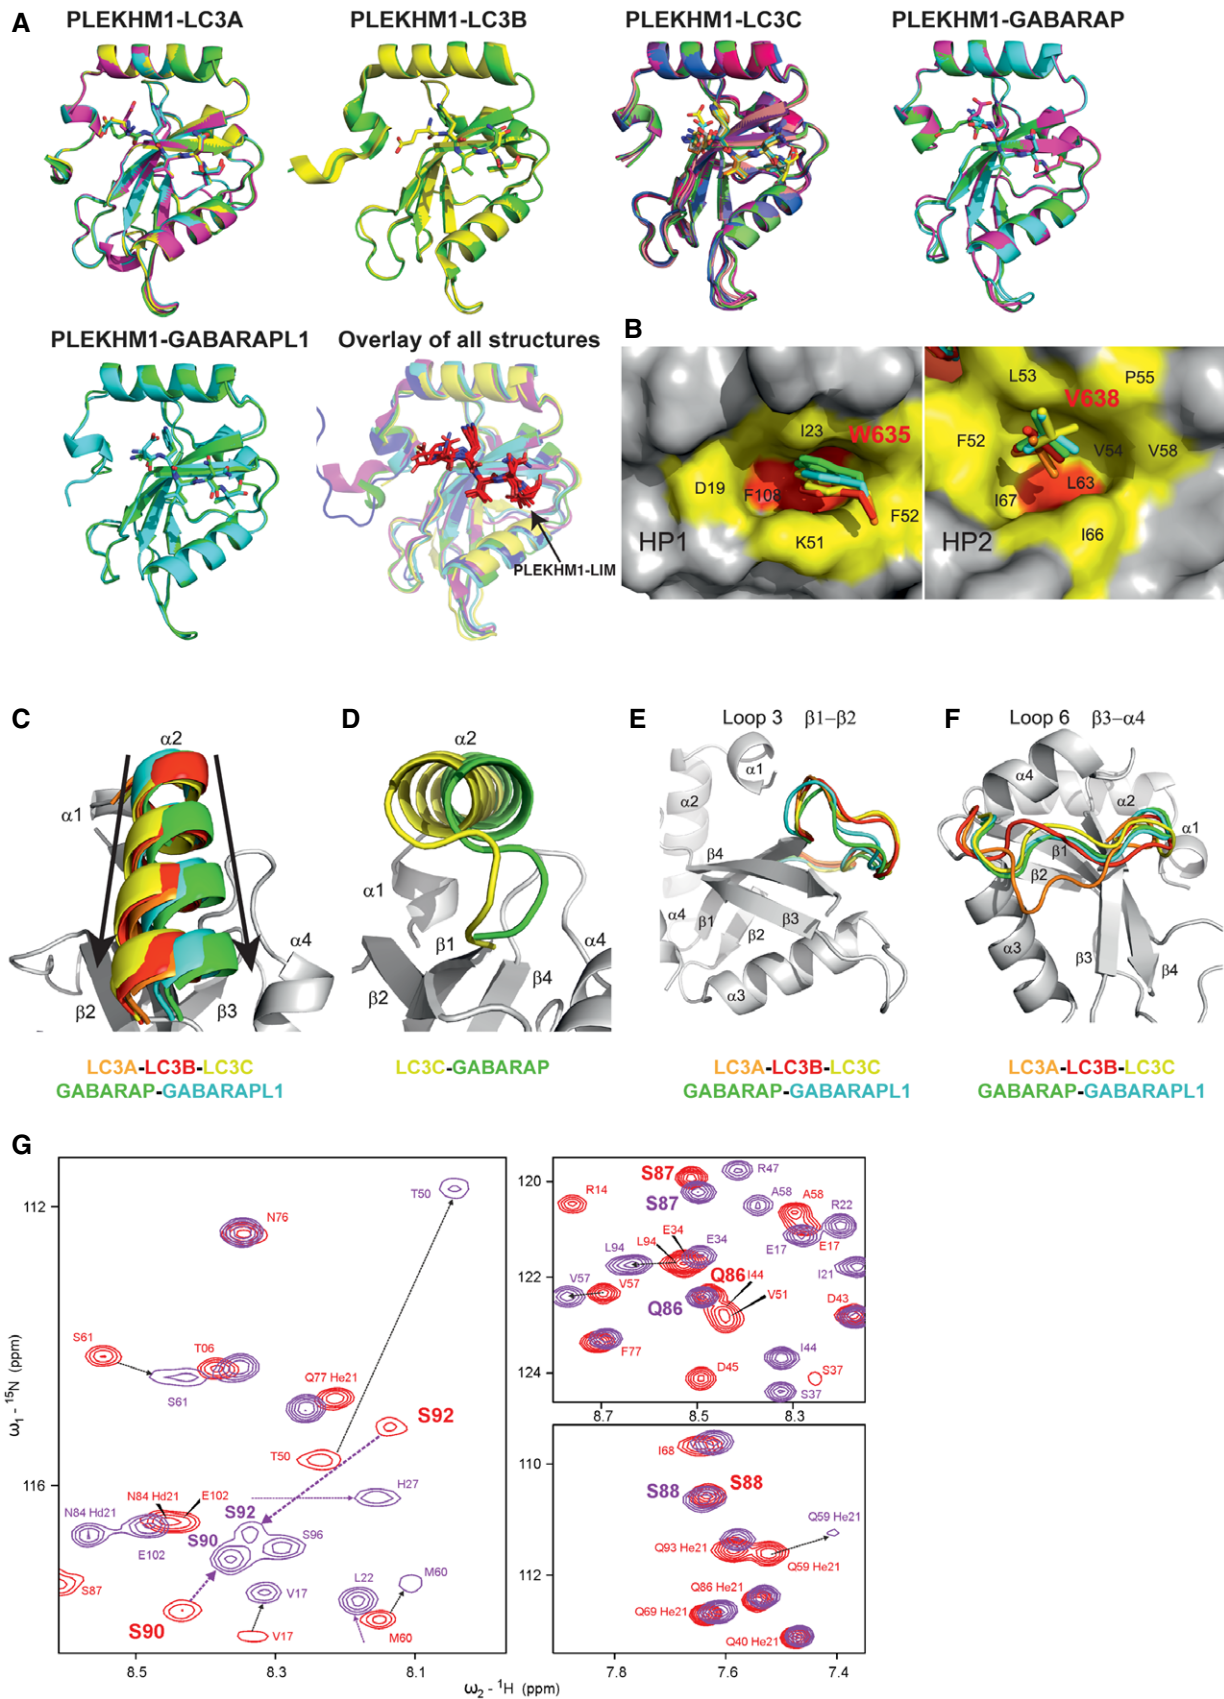 A
PLEKHM1-LC3A
PLEKHM1-LC3B
PLEKHM1-LC3C
PLEKHM1-GABARAP
PLEKHM1-GABARAPL1
Overlay of all structures
PLEKHM1-LIM
B
I23
W635
D19
F108
F52
K51
HP1
L53
P55
V638
F52
V54
V58
L63
I67
I66
HP2
C
α2
α1
α4
β2
β3
LC3A-LC3B-LC3C
GABARAP-GABARAPL1
D
α2
α1
β1
α4
β2
β4
LC3C-GABARAP
E
Loop 3 β1–β2
α1
α2
β4
α4
β1
β2
β3
α3
LC3A-LC3B-LC3C
GABARAP-GABARAPL1
F
Loop 6 β3–α4
α4
α2
α1
β1
β2
α3
β3
β4
LC3A-LC3B-LC3C
GABARAP-GABARAPL1
G
T50
112
N76
S61
T06
S61
Q77 He21
S92
T50
116
H27
N84 Hd21
E102
N84 Hd21
S92
S90
S96
E102
S87
V17
L22
M60
S90
V17
M60
8.5
8.3
8.1
ω1 - 15N (ppm)
ω2 - 1H (ppm)
120
S87
R47
R14
S87
A58
A58
R22
E34
L94
E34
E17
E17
L94
I21
122
V57
V57
Q86
I44
Q86
V51
D43
F77
I44
124
D45
S37
S37
8.7
8.5
8.3
I68
110
S88
S88
Q59 He21
Q93 He21
Q59 He21
112
Q86 He21
Q69 He21
Q40 He21
7.8
7.6
7.4